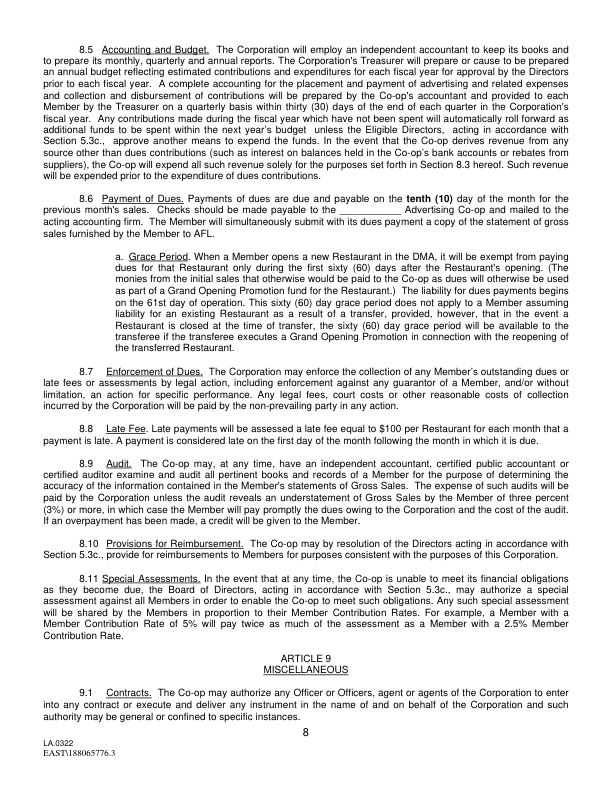 8.5 Accounting and Budget. The Corporation will employ an independent accountant to keep its books and
to prepare its monthly, quarterly and annual reports. The Corporation's Treasurer will prepare or cause to be prepared
an annual budget reflecting estimated contributions and expenditures for each fiscal year for approval by the Directors
prior to each fiscal year. A complete accounting for the placement and payment of advertising and related expenses
and collection and disbursement of contributions will be prepared by the Co-op's accountant and provided to each
Member by the Treasurer on a quarterly basis within thirty (30) days of the end of each quarter in the Corporation's
fiscal year. Any contributions made during the fiscal year which have not been spent will automatically roll forward as
additional funds to be spent within the next year's budget unless the Eligible Directors, acting in accordance with
Section 5.3c., approve another means to expend the funds. In the event that the Co-op derives revenue from any
source other than dues contributions (such as interest on balances held in the Co-op's bank accounts or rebates from
suppliers), the Co-op will expend all such revenue solely for the purposes set forth in Section 8.3 hereof. Such revenue
will be expended prior to the expenditure of dues contributions.
8.6 Payment of Dues. Payments of dues are due and payable on the tenth (10) day of the month for the
previous month's sales. Checks should be made payable to the ___________ Advertising Co-op and mailed to the
acting accounting firm. The Member will simultaneously submit with its dues payment a copy of the statement of gross
sales furnished by the Member to AFL.
a. Grace Period. When a Member opens a new Restaurant in the DMA, it will be exempt from paying
dues for that Restaurant only during the first sixty (60) days after the Restaurant's opening. (The
monies from the initial sales that otherwise would be paid to the Co-op as dues will otherwise be used
as part of a Grand Opening Promotion fund for the Restaurant.) The liability for dues payments begins
on the 61st day of operation. This sixty (60) day grace period does not apply to a Member assuming
liability for an existing Restaurant as a result of a transfer, provided, however, that in the event a
Restaurant is closed at the time of transfer, the sixty (60) day grace period will be available to the
transferee if the transferee executes a Grand Opening Promotion in connection with the reopening of
the transferred Restaurant.
8.7 Enforcement of Dues. The Corporation may enforce the collection of any Member's outstanding dues or
late fees or assessments by legal action, including enforcement against any guarantor of a Member, and/or without
limitation, an action for specific performance. Any legal fees, court costs or other reasonable costs of collection
incurred by the Corporation will be paid by the non-prevailing party in any action.
8.8 Late Fee. Late payments will be assessed a late fee equal to $100 per Restaurant for each month that a
payment is late. A payment is considered late on the first day of the month following the month in which it is due.
8.9 Audit. The Co-op may, at any time, have an independent accountant, certified public accountant or
certified auditor examine and audit all pertinent books and records of a Member for the purpose of determining the
accuracy of the information contained in the Member's statements of Gross Sales. The expense of such audits will be
paid by the Corporation unless the audit reveals an understatement of Gross Sales by the Member of three percent
(3%) or more, in which case the Member will pay promptly the dues owing to the Corporation and the cost of the audit.
If an overpayment has been made, a credit will be given to the Member.
8.10 Provisions for Reimbursement. The Co-op may by resolution of the Directors acting in accordance with
Section 5.3c., provide for reimbursements to Members for purposes consistent with the purposes of this Corporation.
8.11 Special Assessments. In the event that at any time, the Co-op is unable to meet its financial obligations
as they become due, the Board of Directors, acting in accordance with Section 5.3c., may authorize a special
assessment against all Members in order to enable the Co-op to meet such obligations. Any such special assessment
will be shared by the Members in proportion to their Member Contribution Rates. For example, a Member with a
Member Contribution Rate of 5% will pay twice as much of the assessment as a Member with a 2.5% Member
Contribution Rate.
ARTICLE 9
MISCELLANEOUS
9.1 Contracts. The Co-op may authorize any Officer or Officers, agent or agents of the Corporation to enter
into any contract or execute and deliver any instrument in the name of and on behalf of the Corporation and such
authority may be general or confined to specific instances.
8
LA.0322
EAST\188065776.3